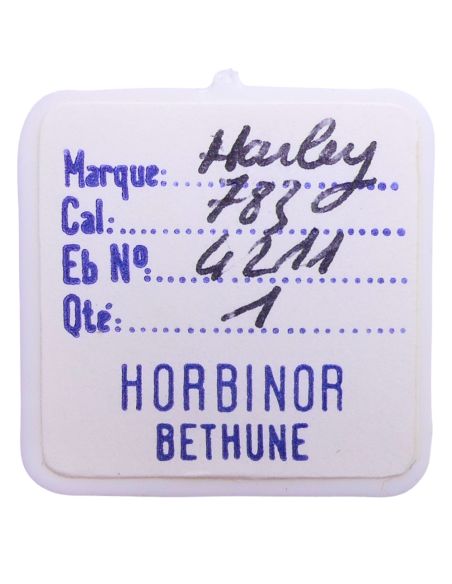 Marque: Harley
Cal: 783
Eb Nº: 4211
Qté: 1
HORBINOR
BETHUNE